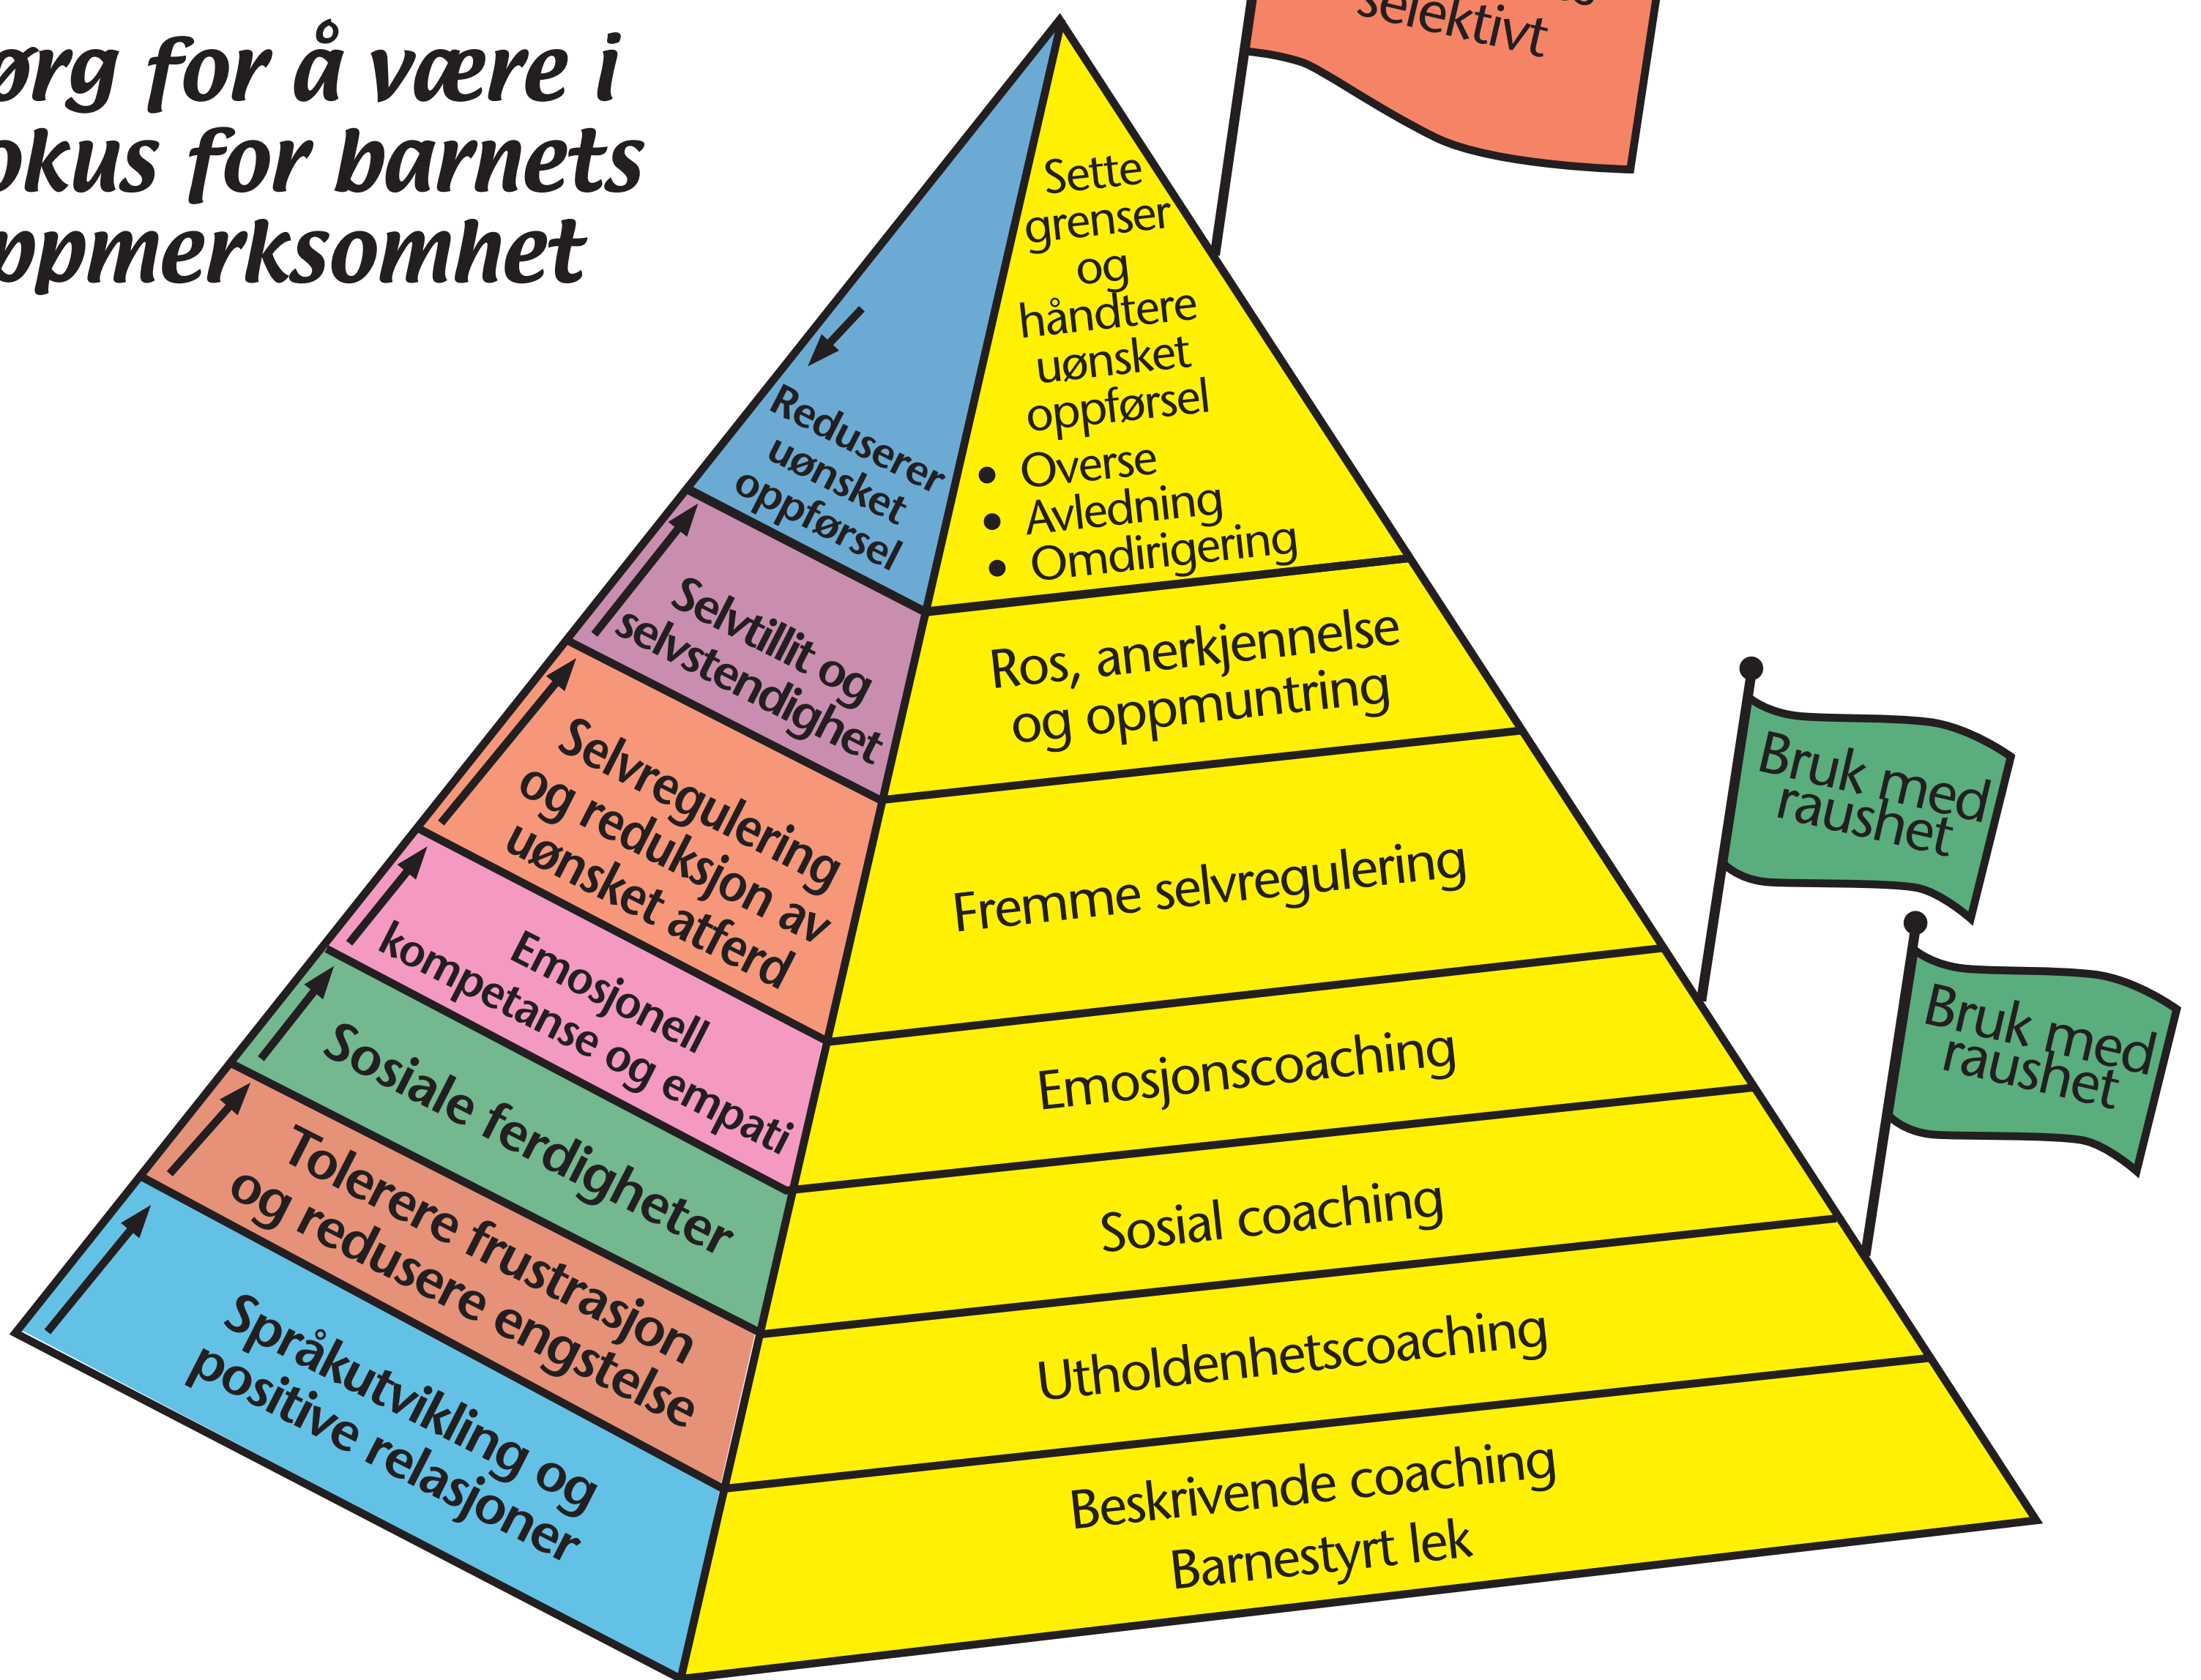 for å være i
for barnets
selektivt
Sette
grenser
og
håndtere
uønsket
oppførsel
• Overse
• Avledning
• Omdirigering
Reduserer
uønsket
oppførsel
Ros, anerkjennelse
og oppmuntring
Selvtillit og
selvstendighet
Fremme selvregulering
Selvregulering
og reduksjon av
uønsket atferd
Emosjonscoaching
Emosjonell
kompetanse og empati
Sosial coaching
Sosiale ferdigheter
Utholdenhetscoaching
Tolerere frustrasjon
og redusere engstelse
Beskrivende coaching
Barnestyrt lek
Språkutvikling og
positive relasjoner
Bruk med
raushet
Bruk med
raushet